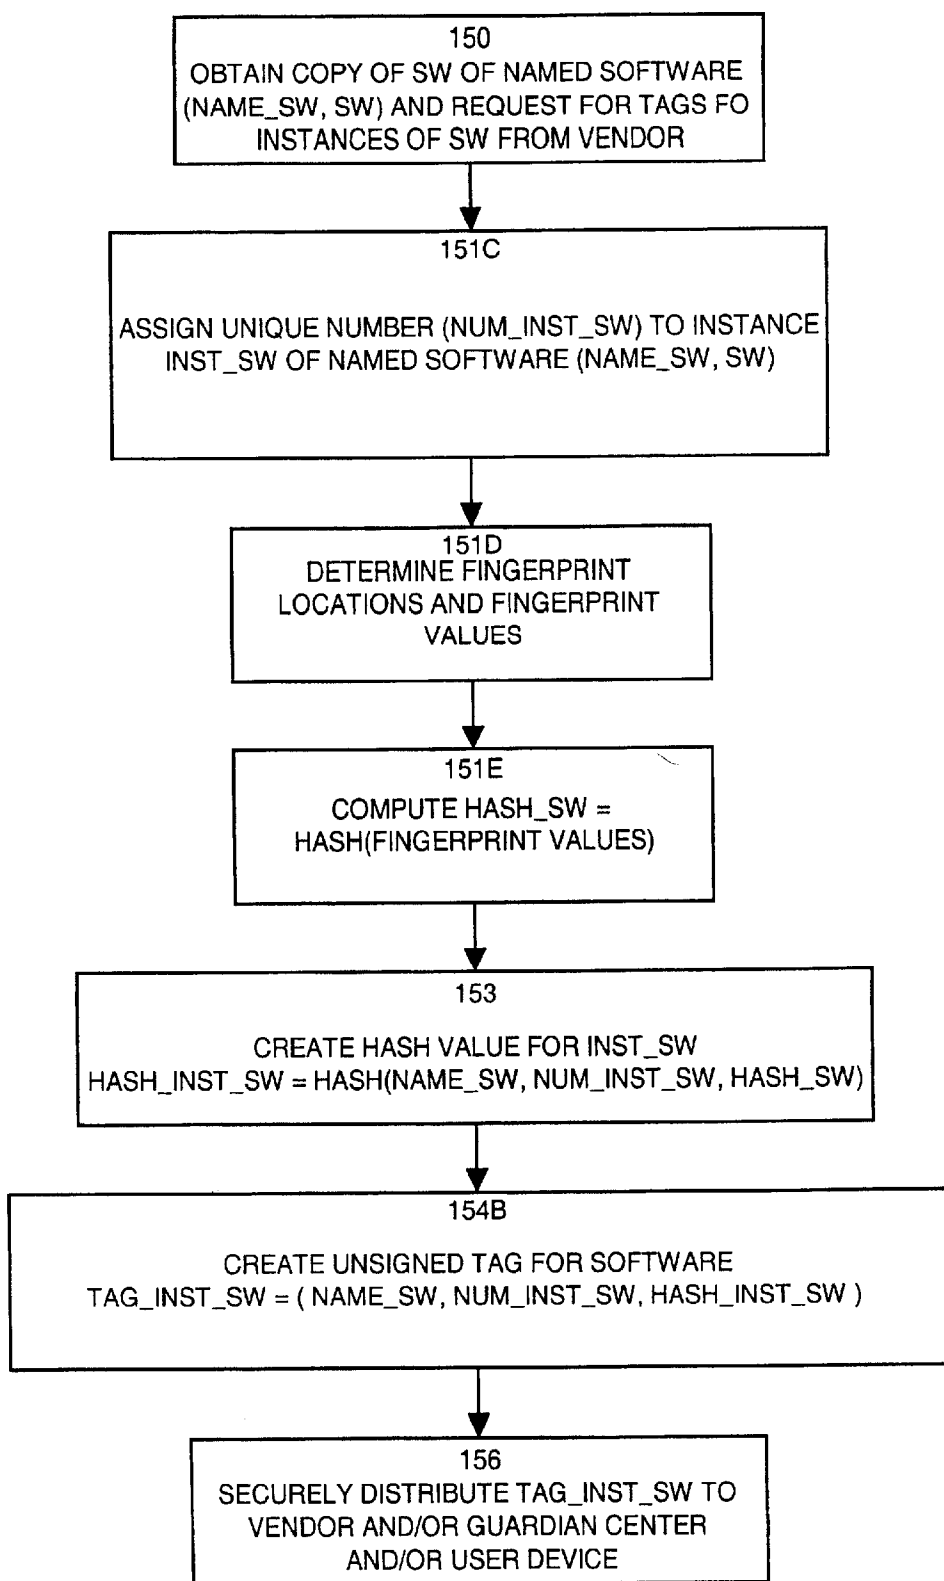 150
OBTAIN COPY OF SW OF NAMED SOFTWARE
(NAME_SW, SW) AND REQUEST FOR TAGS FO
INSTANCES OF SW FROM VENDOR
151C
ASSIGN UNIQUE NUMBER (NUM_INST_SW) TO INSTANCE
INST_SW OF NAMED SOFTWARE (NAME_SW, SW)
151D
DETERMINE FINGERPRINT
LOCATIONS AND FINGERPRINT
VALUES
151E
COMPUTE HASH_SW =
HASH(FINGERPRINT VALUES)
153
CREATE HASH VALUE FOR INST_SW
HASH_INST_SW = HASH(NAME_SW, NUM_INST_SW, HASH_SW)
154B
CREATE UNSIGNED TAG FOR SOFTWARE
TAG_INST_SW = ( NAME_SW, NUM_INST_SW, HASH_INST_SW )
156
SECURELY DISTRIBUTE TAG_INST_SW TO
VENDOR AND/OR GUARDIAN CENTER
AND/OR USER DEVICE